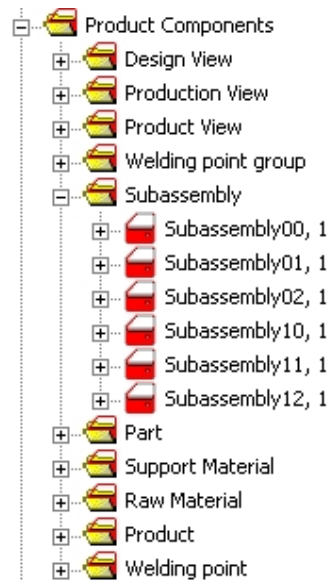 Product Components
Design View
Production View
Product View
Welding point group
Subassembly
Subassembly00, 1
Subassembly01, 1
Subassembly02, 1
Subassembly10, 1
Subassembly11, 1
Subassembly12, 1
Part
Support Material
Raw Material
Product
Welding point